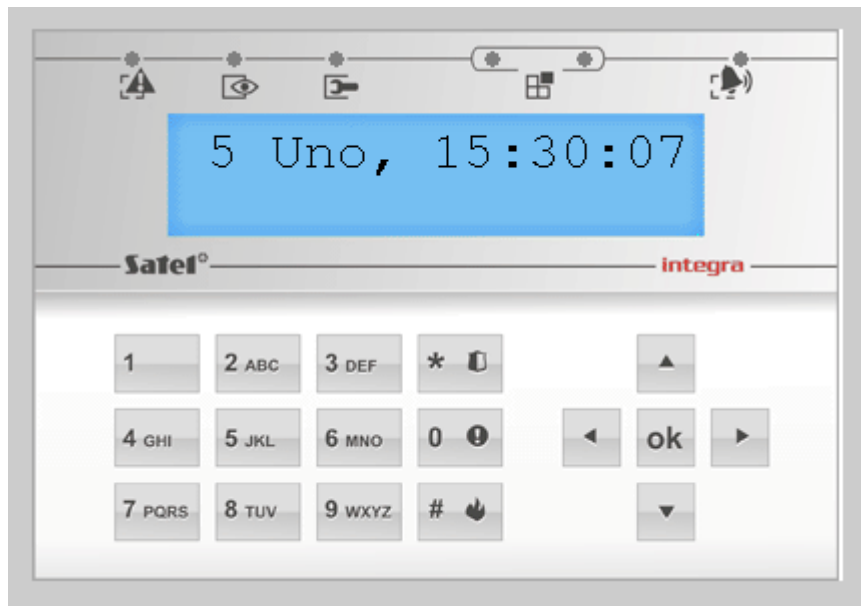 5 Uno, 15:30:07
Satel
integra
1 2 ABC 3 DEF *
4 GHI 5 JKL 6 MNO 0 ok
7 PQRS 8 TUV 9 WXYZ #